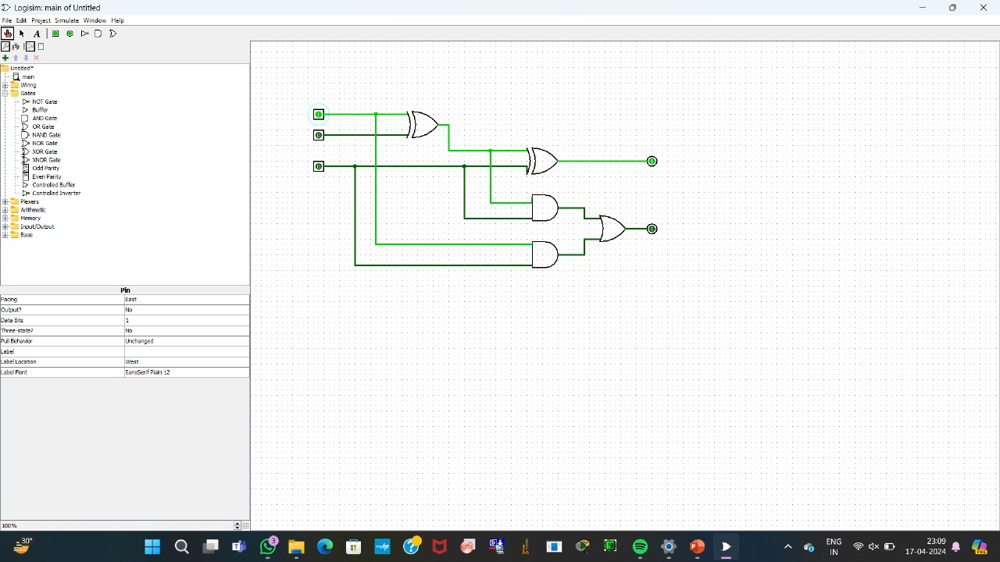 Logisim: main of Untitled
File Edit Project Simulate Window Help
A
Untitled*
main
Wiring
Gates
NOT Gate
Buffer
AND Gate
OR Gate
NAND Gate
NOR Gate
XOR Gate
XNOR Gate
Odd Parity
Even Parity
Controlled Buffer
Controlled Inverter
Plexers
Arithmetic
Memory
Input/Output
Base
Pin
Facing East
Output? No
Data Bits 1
Three-state? No
Pull Behavior Unchanged
Label
Label Location West
Label Font SansSerif Plain 12
100%
1
0
0
1
0
30°
3
ENG
IN
23:09
17-04-2024